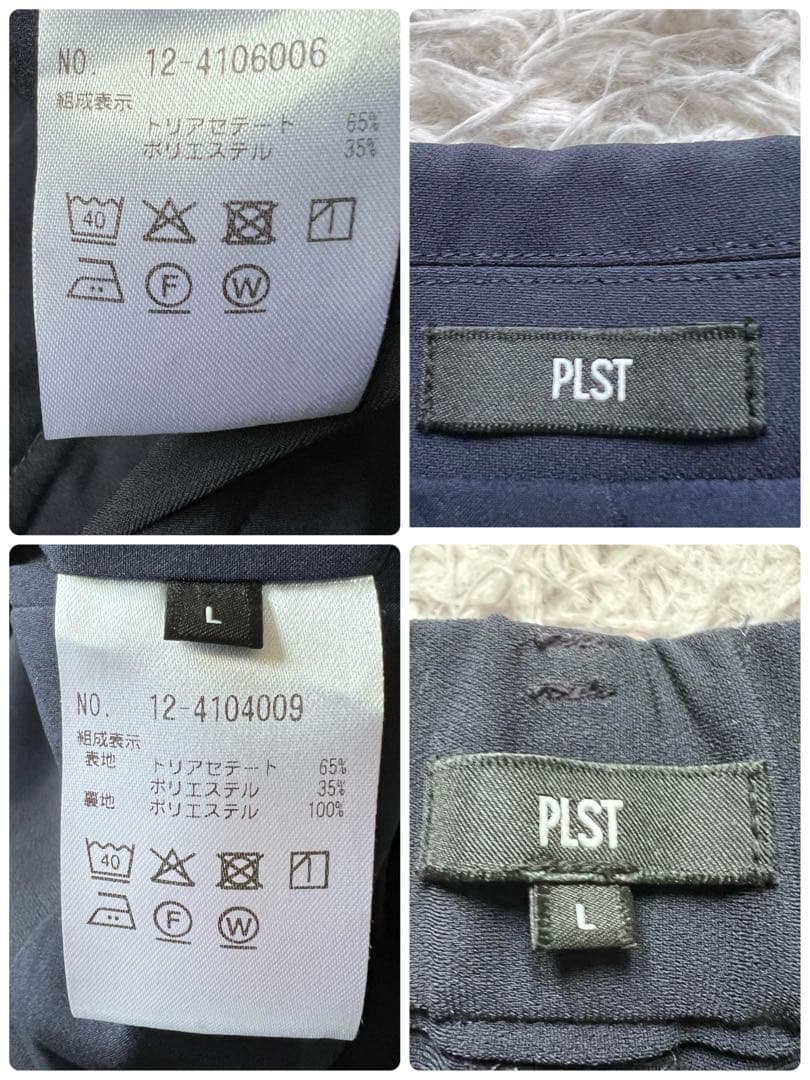 NO. 12-4106006
組成表示
トリアセテート 65%
ポリエステル 35%
40
F W
PLST
L
NO. 12-4104009
組成表示
表地 トリアセテート 65%
ポリエステル 35%
裏地 ポリエステル 100%
40
F W
PLST
L